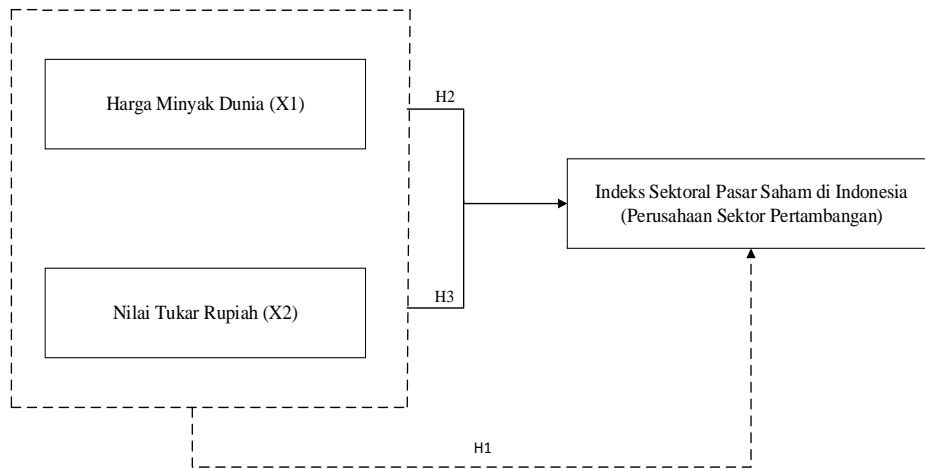 Harga Minyak Dunia (X1)
H2
Indeks Sektoral Pasar Saham di Indonesia
(Perusahaan Sektor Pertambangan)
H3
Nilai Tukar Rupiah (X2)
H1